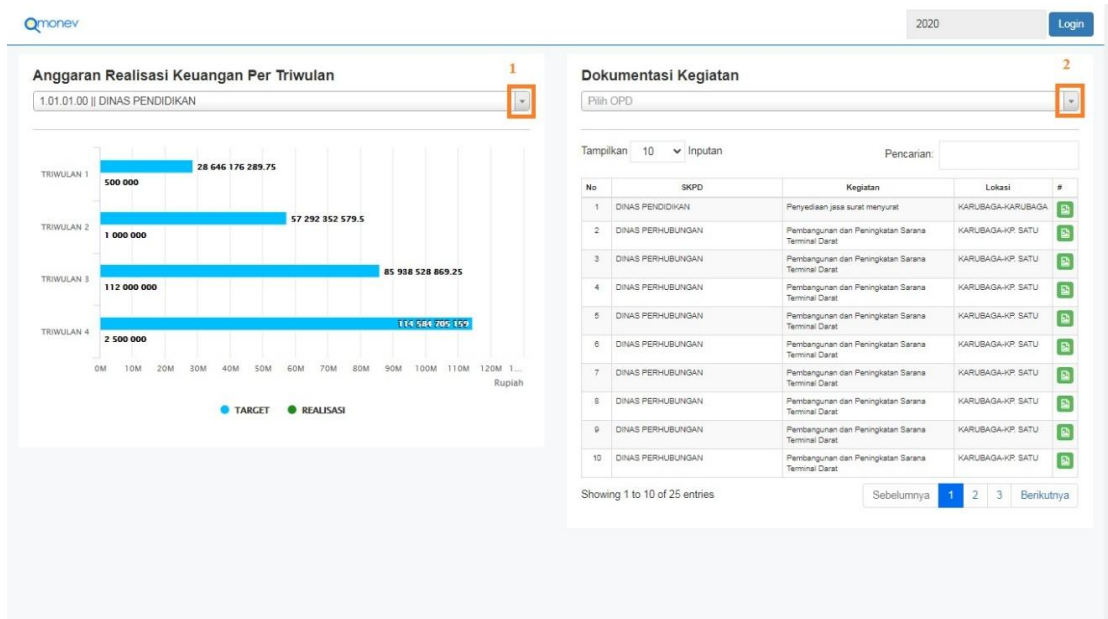 Qmonev
2020
Login
Anggaran Realisasi Keuangan Per Triwulan
1
1.01.01.00 || DINAS PENDIDIKAN
TRIWULAN 1
28 646 176 289.75
500 000
TRIWULAN 2
57 292 352 579.5
1 000 000
TRIWULAN 3
85 938 528 869.25
112 000 000
TRIWULAN 4
114 584 705 159
2 500 000
0M 10M 20M 30M 40M 50M 60M 70M 80M 90M 100M 110M 120M 1...
Rupiah
TARGET REALISASI
Dokumentasi Kegiatan
2
Pilih OPD
Tampilkan 10 Inputan
Pencarian:
No SKPD Kegiatan Lokasi #
1 DINAS PENDIDIKAN Penyediaan jasa surat menyurat KARUBAGA-KARUBAGA
2 DINAS PERHUBUNGAN Pembangunan dan Peningkatan Sarana KARUBAGA-KP. SATU
Terminal Darat
3 DINAS PERHUBUNGAN Pembangunan dan Peningkatan Sarana KARUBAGA-KP. SATU
Terminal Darat
4 DINAS PERHUBUNGAN Pembangunan dan Peningkatan Sarana KARUBAGA-KP. SATU
Terminal Darat
5 DINAS PERHUBUNGAN Pembangunan dan Peningkatan Sarana KARUBAGA-KP. SATU
Terminal Darat
6 DINAS PERHUBUNGAN Pembangunan dan Peningkatan Sarana KARUBAGA-KP. SATU
Terminal Darat
7 DINAS PERHUBUNGAN Pembangunan dan Peningkatan Sarana KARUBAGA-KP. SATU
Terminal Darat
8 DINAS PERHUBUNGAN Pembangunan dan Peningkatan Sarana KARUBAGA-KP. SATU
Terminal Darat
9 DINAS PERHUBUNGAN Pembangunan dan Peningkatan Sarana KARUBAGA-KP. SATU
Terminal Darat
10 DINAS PERHUBUNGAN Pembangunan dan Peningkatan Sarana KARUBAGA-KP. SATU
Terminal Darat
Showing 1 to 10 of 25 entries
Sebelumnya 1 2 3 Berikutnya